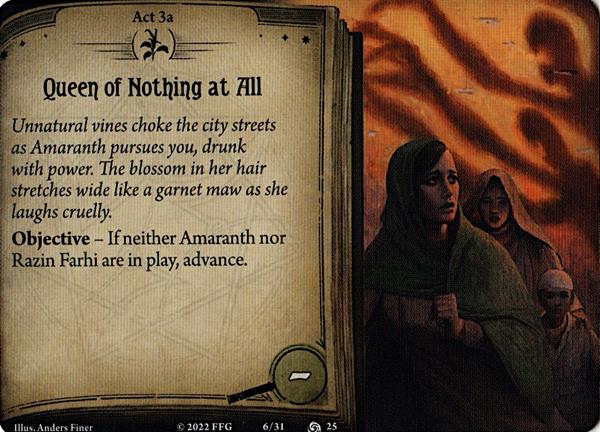 Act 3a
Queen of Nothing at All
Unnatural vines choke the city streets
as Amaranth pursues you, drunk
with power. The blossom in her hair
stretches wide like a garnet maw as she
laughs cruelly.
Objective – If neither Amaranth nor
Razin Farhi are in play, advance.
–
Illus. Anders Finer © 2022 FFG 6/31 25